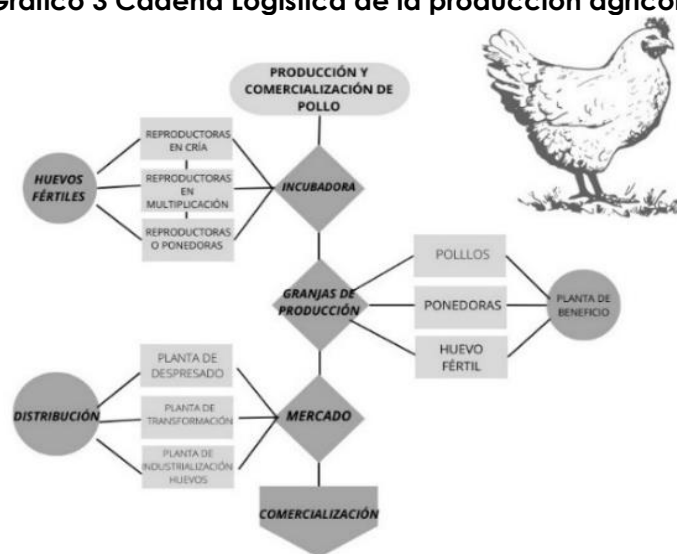 Gráfico 3 Cadena Logística de la producción
PRODUCCIÓN Y
COMERCIALIZACIÓN DE
POLLO
REPRODUCTORAS
EN CRÍA
HUEVOS
FÉRTILES
REPRODUCTORAS
EN
MULTIPLICACIÓN
REPRODUCTORAS
O PONEDORAS
INCUBADORA
GRANJAS DE
PRODUCCIÓN
POLLLOS
PONEDORAS
HUEVO
FÉRTIL
PLANTA DE
BENEFICIO
PLANTA DE
DESPRESADO
DISTRIBUCIÓN
PLANTA DE
TRANSFORMACIÓN
PLANTA DE
INDUSTRIALIZACIÓN
HUEVOS
MERCADO
COMERCIALIZACIÓN